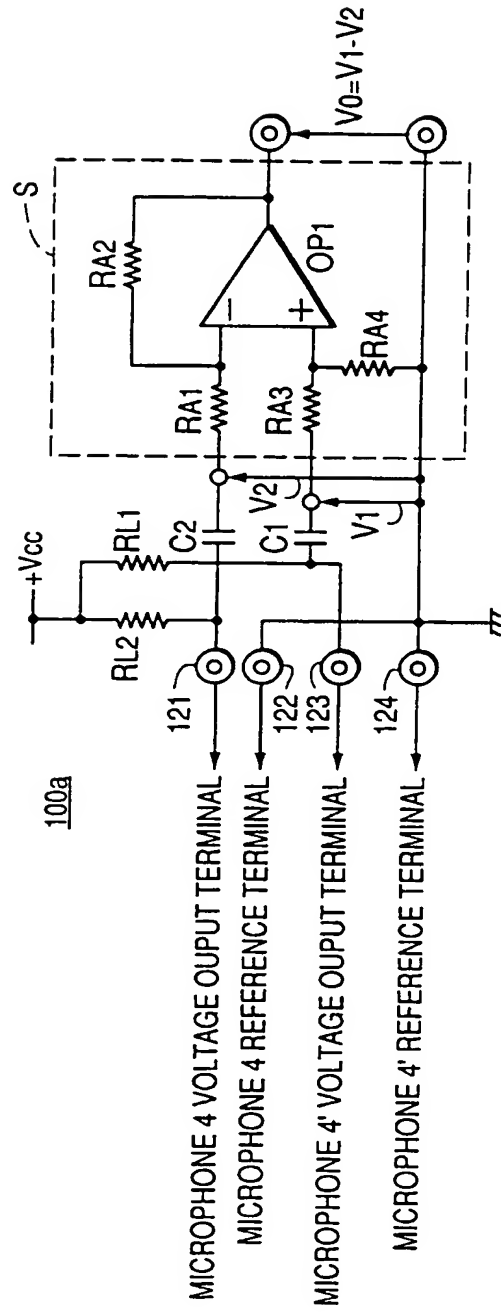 100a
+Vcc
RL2
RL1
S
RA2
C2
RA1
OP1
C1
RA3
RA4
V2
V1
V0=V1-V2
121
122
123
124
MICROPHONE 4 VOLTAGE OUPUT TERMINAL
MICROPHONE 4 REFERENCE TERMINAL
MICROPHONE 4' VOLTAGE OUPUT TERMINAL
MICROPHONE 4' REFERENCE TERMINAL